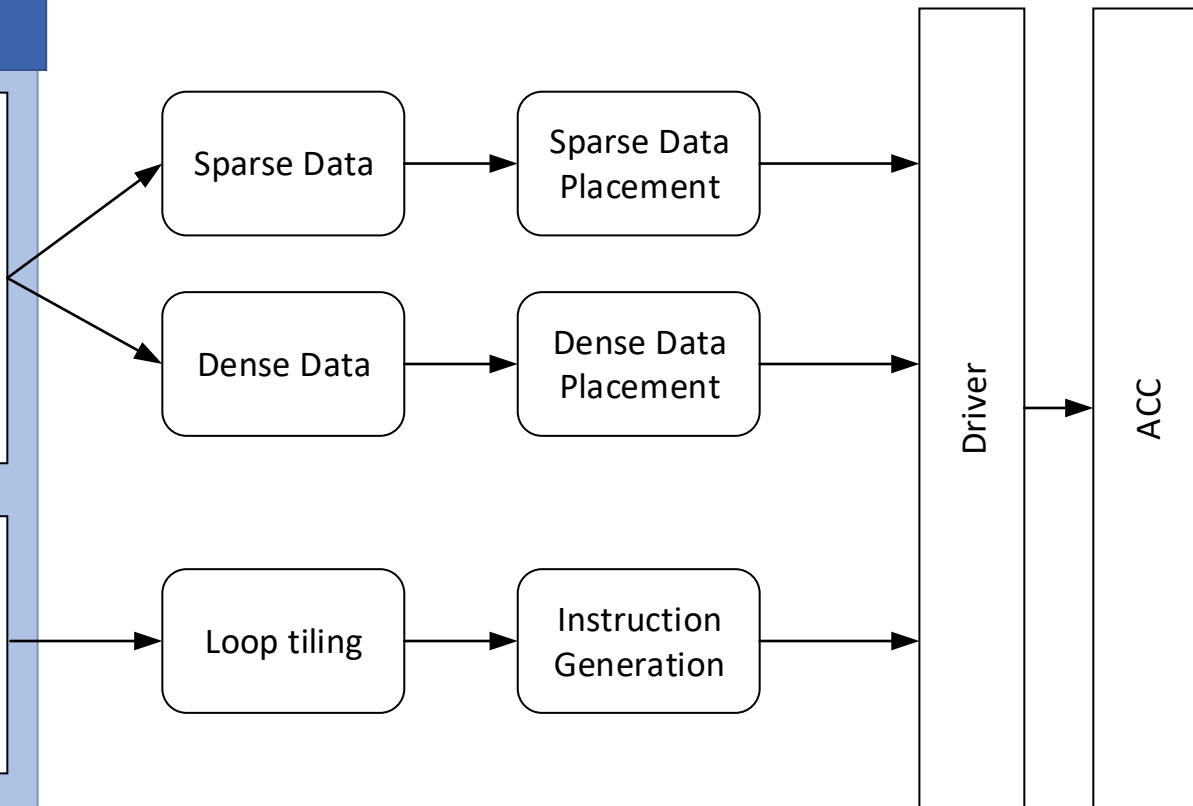 Sparse Data
Sparse Data
Placement
Dense Data
Dense Data
Placement
Loop tiling
Instruction
Generation
Driver
ACC